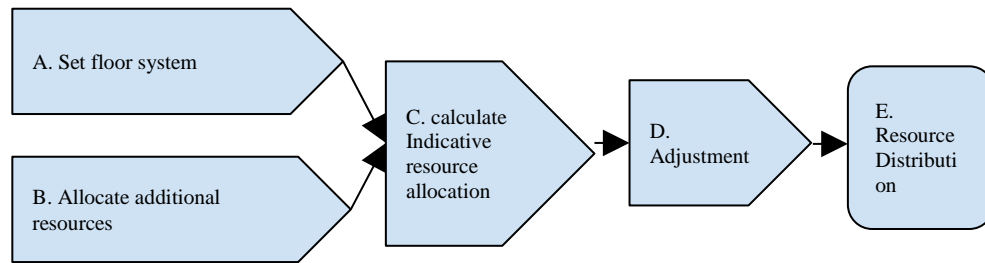 A. Set floor system
B. Allocate additional
resources
C. calculate
Indicative
resource
allocation
D.
Adjustment
E.
Resource
Distributi
on